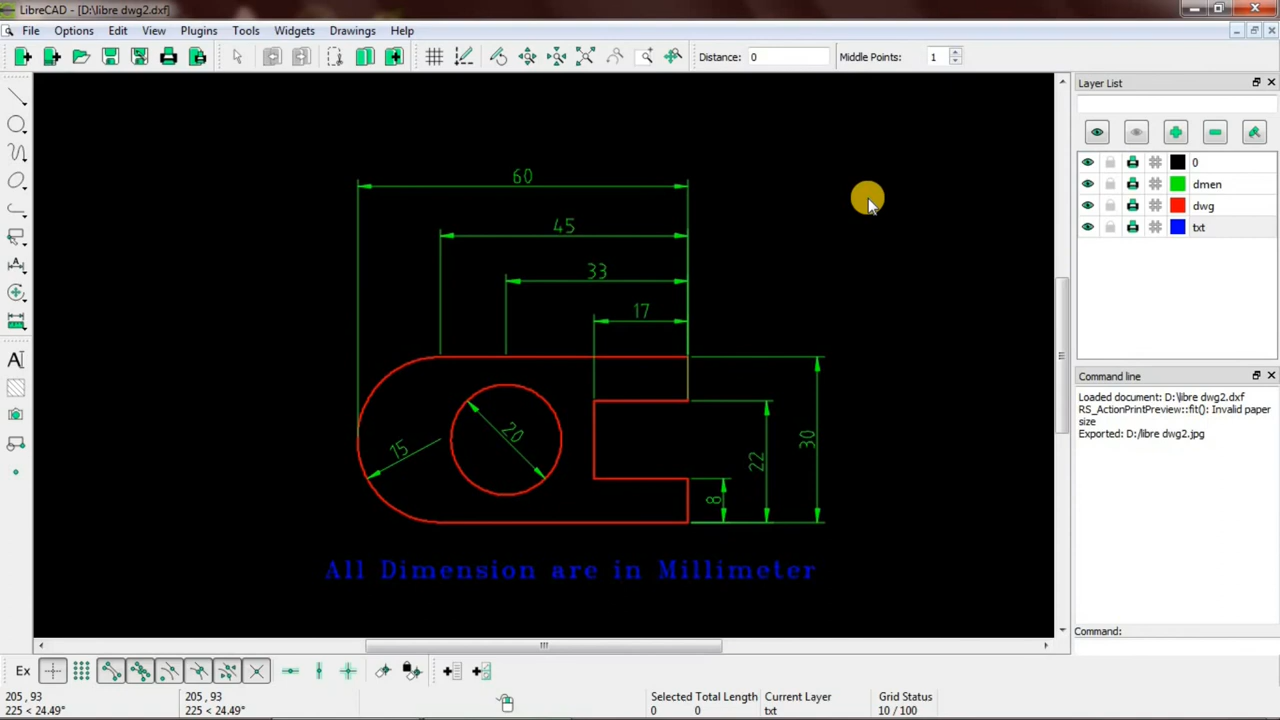 LibreCAD - [D:\libre dwg2.dxf]
File Options Edit View Plugins Tools Widgets Drawings Help
Distance: 0 Middle Points: 1
Layer List
0
dmen
dwg
txt
60
45
33
17
15
20
22
30
8
All Dimension are in Millimeter
Command line
Loaded document: D:\libre dwg2.dxf
RS_ActionPrintPreview::fit(): Invalid paper
size
Exported: D:/libre dwg2.jpg
Command:
Ex
205 , 93 205 , 93 Selected Total Length Current Layer Grid Status
225 < 24.49° 225 < 24.49° 0 0 txt 10 / 100